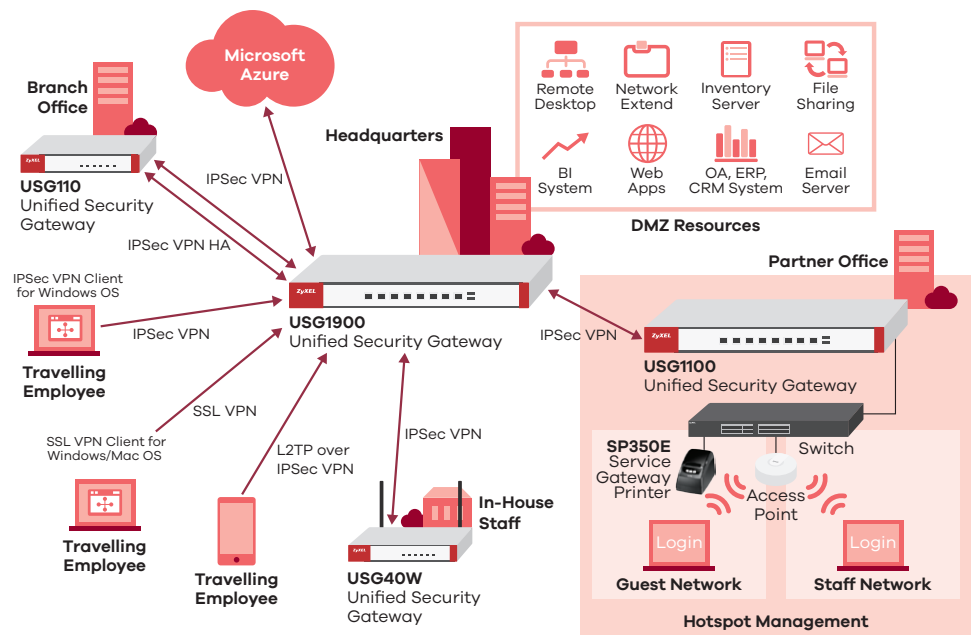 Microsoft
Azure
Branch
Office
ZyXEL
USG110
Unified Security
Gateway
IPSec VPN
IPSec VPN HA
Headquarters
Remote
Desktop
Network
Extend
Inventory
Server
File
Sharing
BI
System
Web
Apps
OA, ERP,
CRM System
Email
Server
DMZ Resources
IPSec VPN Client
for Windows OS
IPSec VPN
Travelling
Employee
ZyXEL
USG1900
Unified Security Gateway
SSL VPN
SSL VPN Client for
Windows/Mac OS
Travelling
Employee
L2TP over
IPSec VPN
Travelling
Employee
IPSec VPN
In-House
Staff
ZyXEL
USG40W
Unified Security
Gateway
IPSec VPN
Partner Office
ZyXEL
USG1100
Unified Security Gateway
Switch
SP350E
Service
Gateway
Printer
Access
Point
Login
Guest Network
Login
Staff Network
Hotspot Management